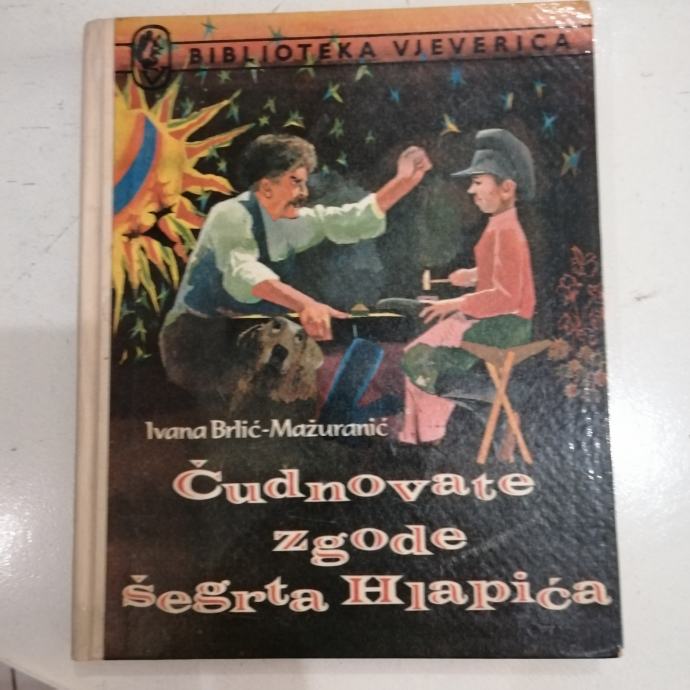 BIBLIOTEKA VJEVERICA
Ivana Brlić-Mažuranić
Čudnovate
zgode
šegrta Hlapića